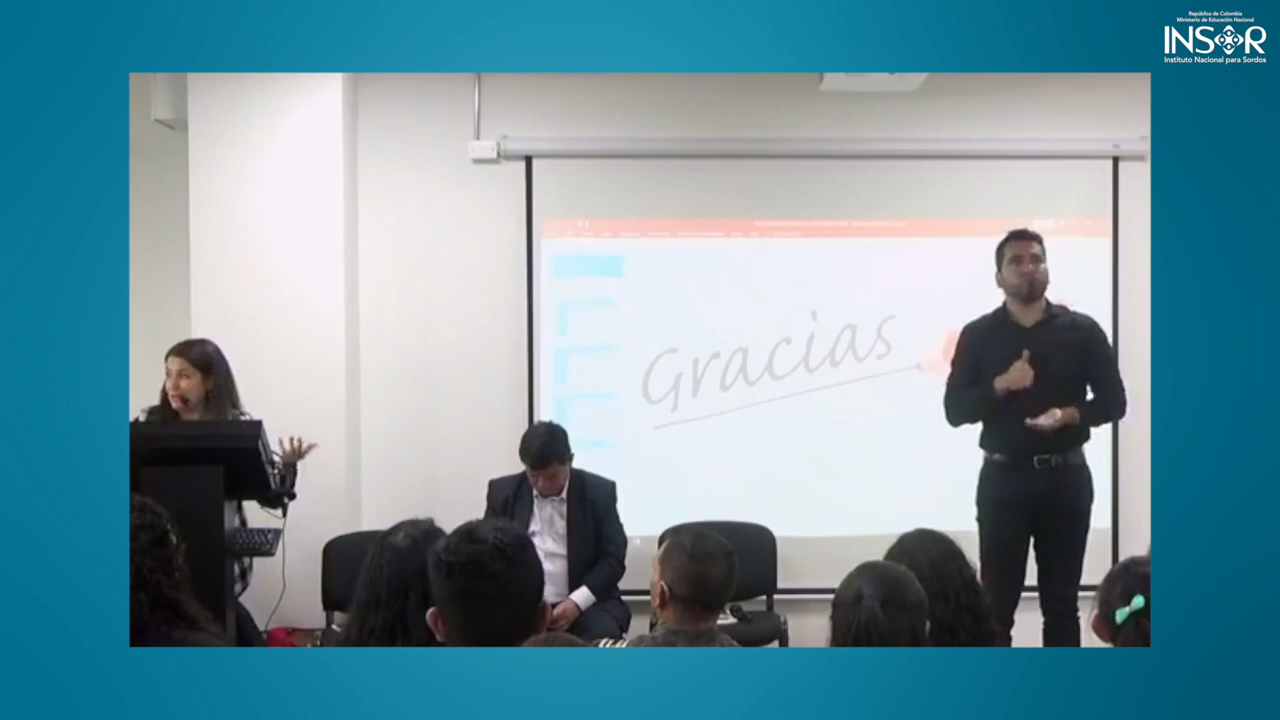 República de Colombia
Ministerio de Educación Nacional
INSOR
Instituto Nacional para Sordos
Gracias